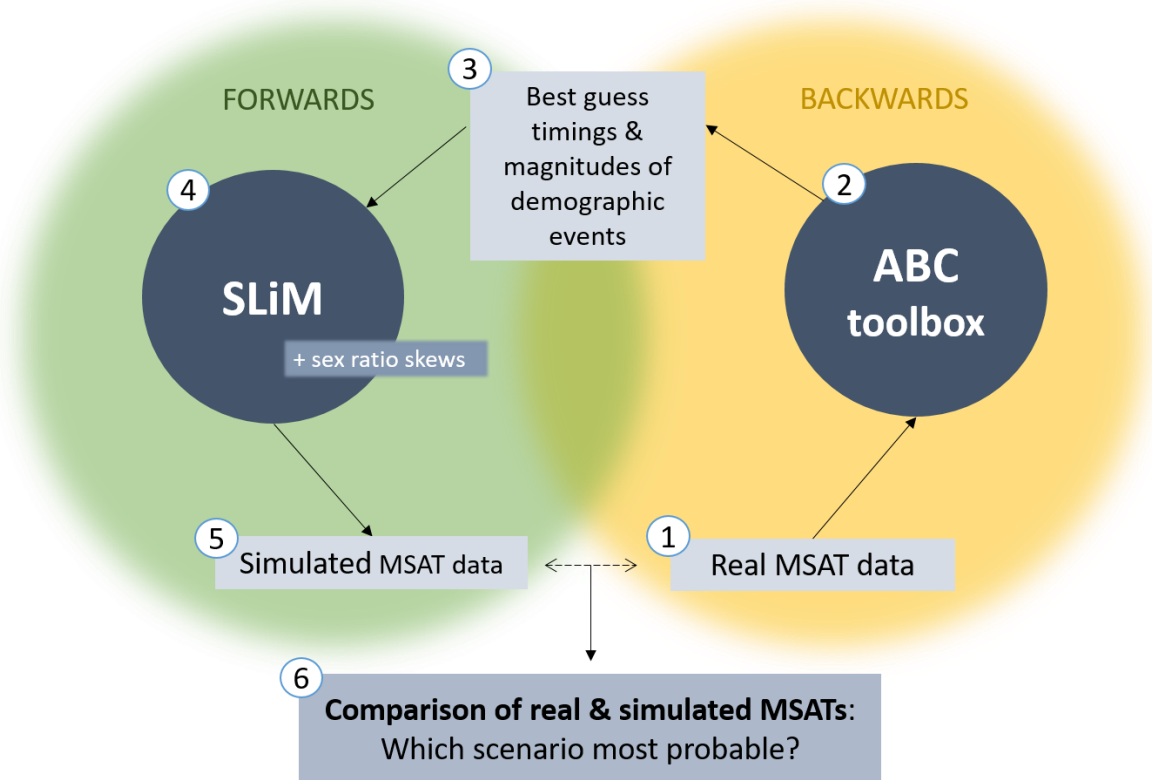 FORWARDS
BACKWARDS
3
Best guess
timings &
magnitudes of
demographic
events
4
SLiM
+ sex ratio skews
2
ABC
toolbox
5
Simulated MSAT data
1
Real MSAT data
6
Comparison of real & simulated MSATs:
Which scenario most probable?